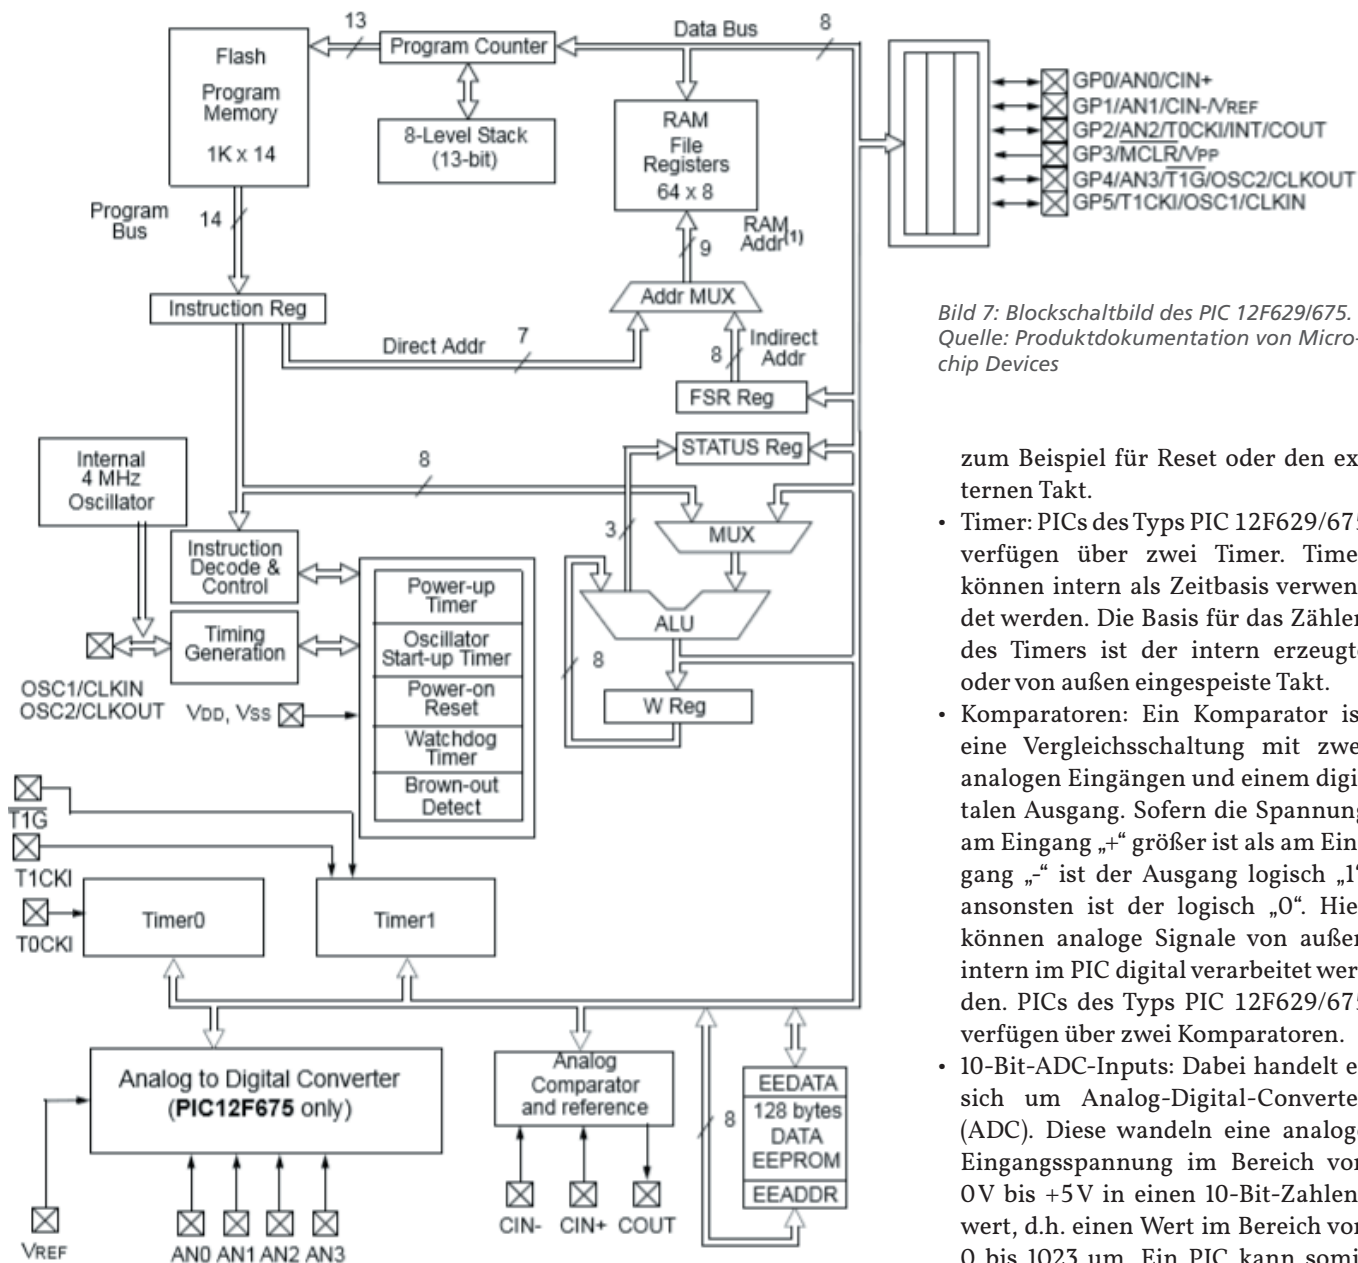 13
Data Bus
8
Flash
Program
Memory
1K x 14
Program Counter
8-Level Stack
(13-bit)
RAM
File
Registers
64 x 8
GP0/AN0/CIN+
GP1/AN1/CIN-/VREF
GP2/AN2/T0CKI/INT/COUT
GP3/MCLR/VPP
GP4/AN3/T1G/OSC2/CLKOUT
GP5/T1CKI/OSC1/CLKIN
Program
Bus
14
RAM
Addr(1)
9
Instruction Reg
Addr MUX
Direct Addr
7
Indirect
Addr
8
FSR Reg
STATUS Reg
8
Internal
4 MHz
Oscillator
3
MUX
Instruction
Decode &
Control
Power-up
Timer
ALU
Timing
Generation
Oscillator
Start-up Timer
8
OSC1/CLKIN
OSC2/CLKOUT
Power-on
Reset
VDD, VSS
W Reg
Watchdog
Timer
Brown-out
Detect
T1G
T1CKI
T0CKI
Timer0
Timer1
Analog to Digital Converter
(PIC12F675 only)
Analog
Comparator
and reference
8
EEDATA
128 bytes
DATA
EEPROM
EEADDR
VREF
AN0 AN1 AN2 AN3
CIN- CIN+ COUT
Bild 7: Blockschaltbild des PIC 12F629/675.
Quelle: Produktdokumentation von Micro-
chip Devices
zum Beispiel für Reset oder den ex
ternen Takt.
• Timer: PICs des Typs PIC 12F629/675
verfügen über zwei Timer. Time
können intern als Zeitbasis verwen
det werden. Die Basis für das Zählen
des Timers ist der intern erzeugte
oder von außen eingespeiste Takt.
• Komparatoren: Ein Komparator is
eine Vergleichsschaltung mit zwe
analogen Eingängen und einem digi
talen Ausgang. Sofern die Spannung
am Eingang „+“ größer ist als am Ein
gang „-“ ist der Ausgang logisch „1“
ansonsten ist der logisch „0“. Hie
können analoge Signale von außen
intern im PIC digital verarbeitet wer
den. PICs des Typs PIC 12F629/675
verfügen über zwei Komparatoren.
• 10-Bit-ADC-Inputs: Dabei handelt e
sich um Analog-Digital-Converte
(ADC). Diese wandeln eine analoge
Eingangsspannung im Bereich von
0V bis +5V in einen 10-Bit-Zahlen
wert, d.h. einen Wert im Bereich von
0 bis 1023 um. Ein PIC kann somi